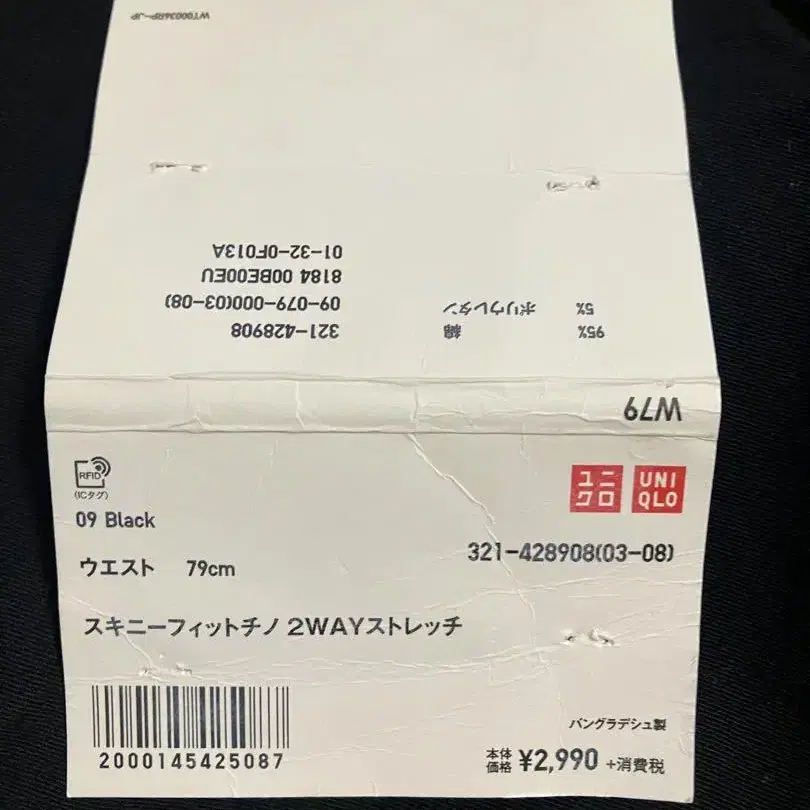 WT00036RP-JP
01-32-0F013A
8184 00BE00EU
09-079-000(03-08)
321-428908
5% ポリウレタン
95% 綿
W79
RFID
(ICタグ)
ユニクロ
UNIQLO
09 Black
321-428908(03-08)
ウエスト 79cm
スキニーフィットチノ 2WAYストレッチ
2000145425087
バングラデシュ製
本体価格 ¥2,990 +消費税